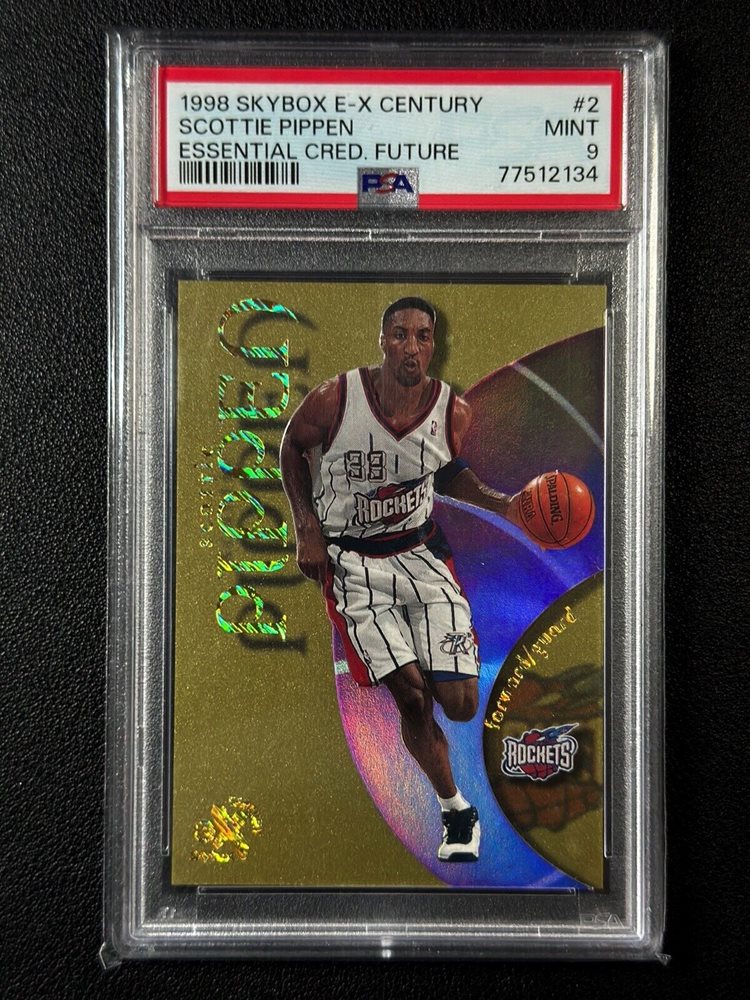 1998 SKYBOX E-X CENTURY #2
SCOTTIE PIPPEN MINT
ESSENTIAL CRED. FUTURE 9
77512134
PSA
scottie
PIPPEN
33
ROCKETS
SPALDING
forward/guard
ROCKETS
PSA